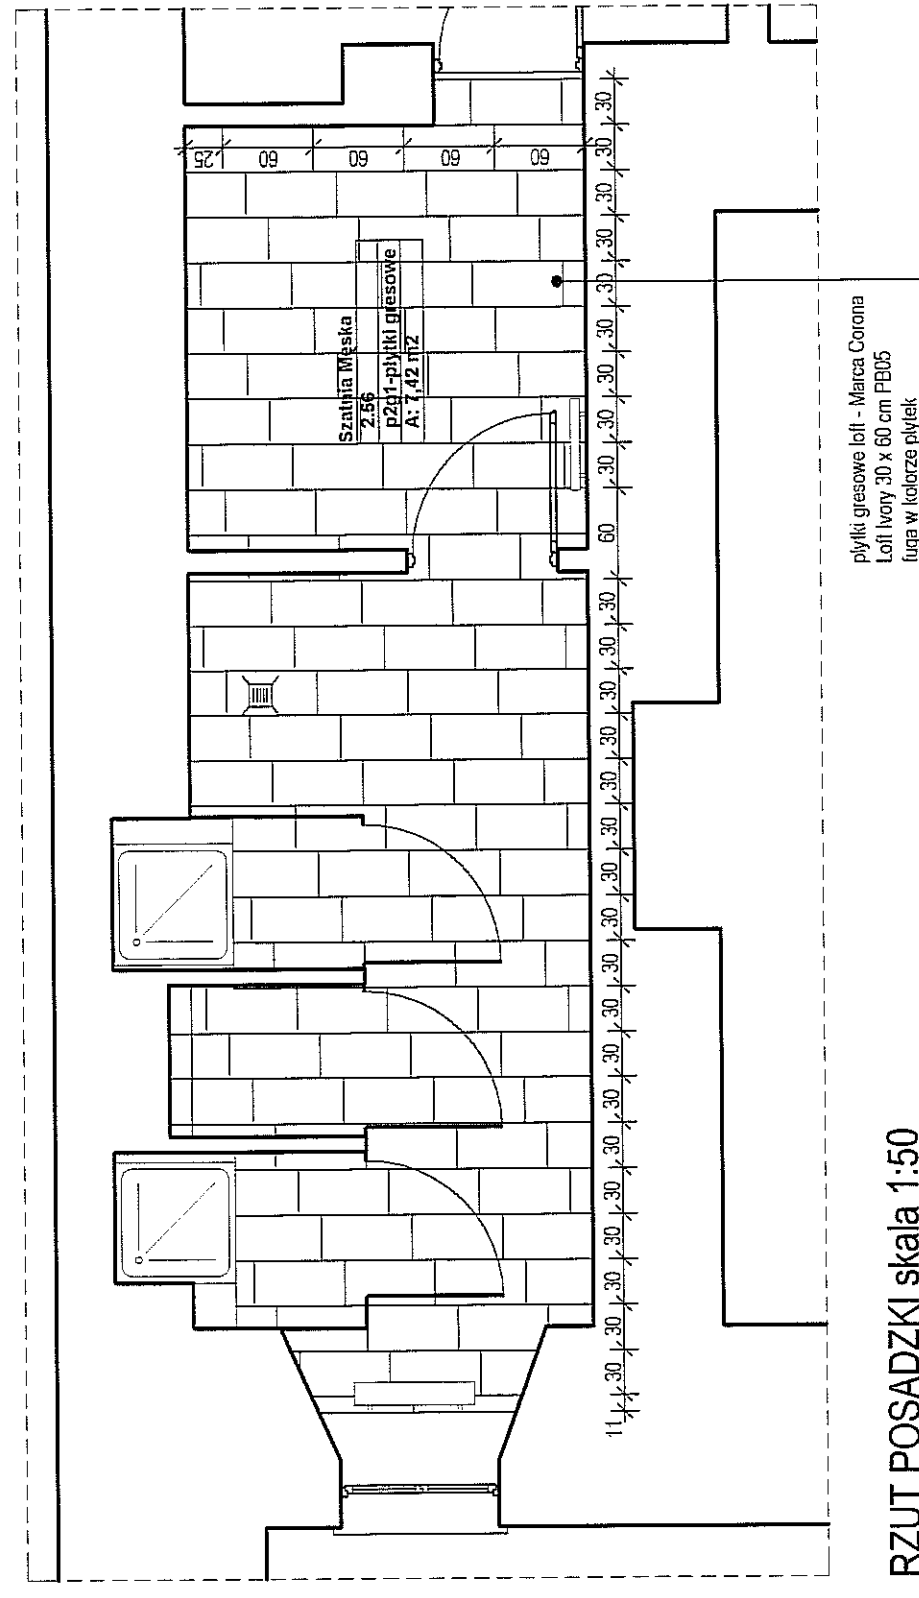 25
60
60
60
60
Szatnia Męska
2.56
p2g1-płytki gresowe
A: 7,42 m2
11 30 30 30 30 30 30 30 30 30 30 30 30 30 30 30 30 30 30 60 30 30 30 30 30 30 30 30 30
płytki gresowe loft - Marca Corona
Loft Ivory 30 x 60 cm PB05
fuga w kolorze płytek
RZUT POSADZKI skala 1:50